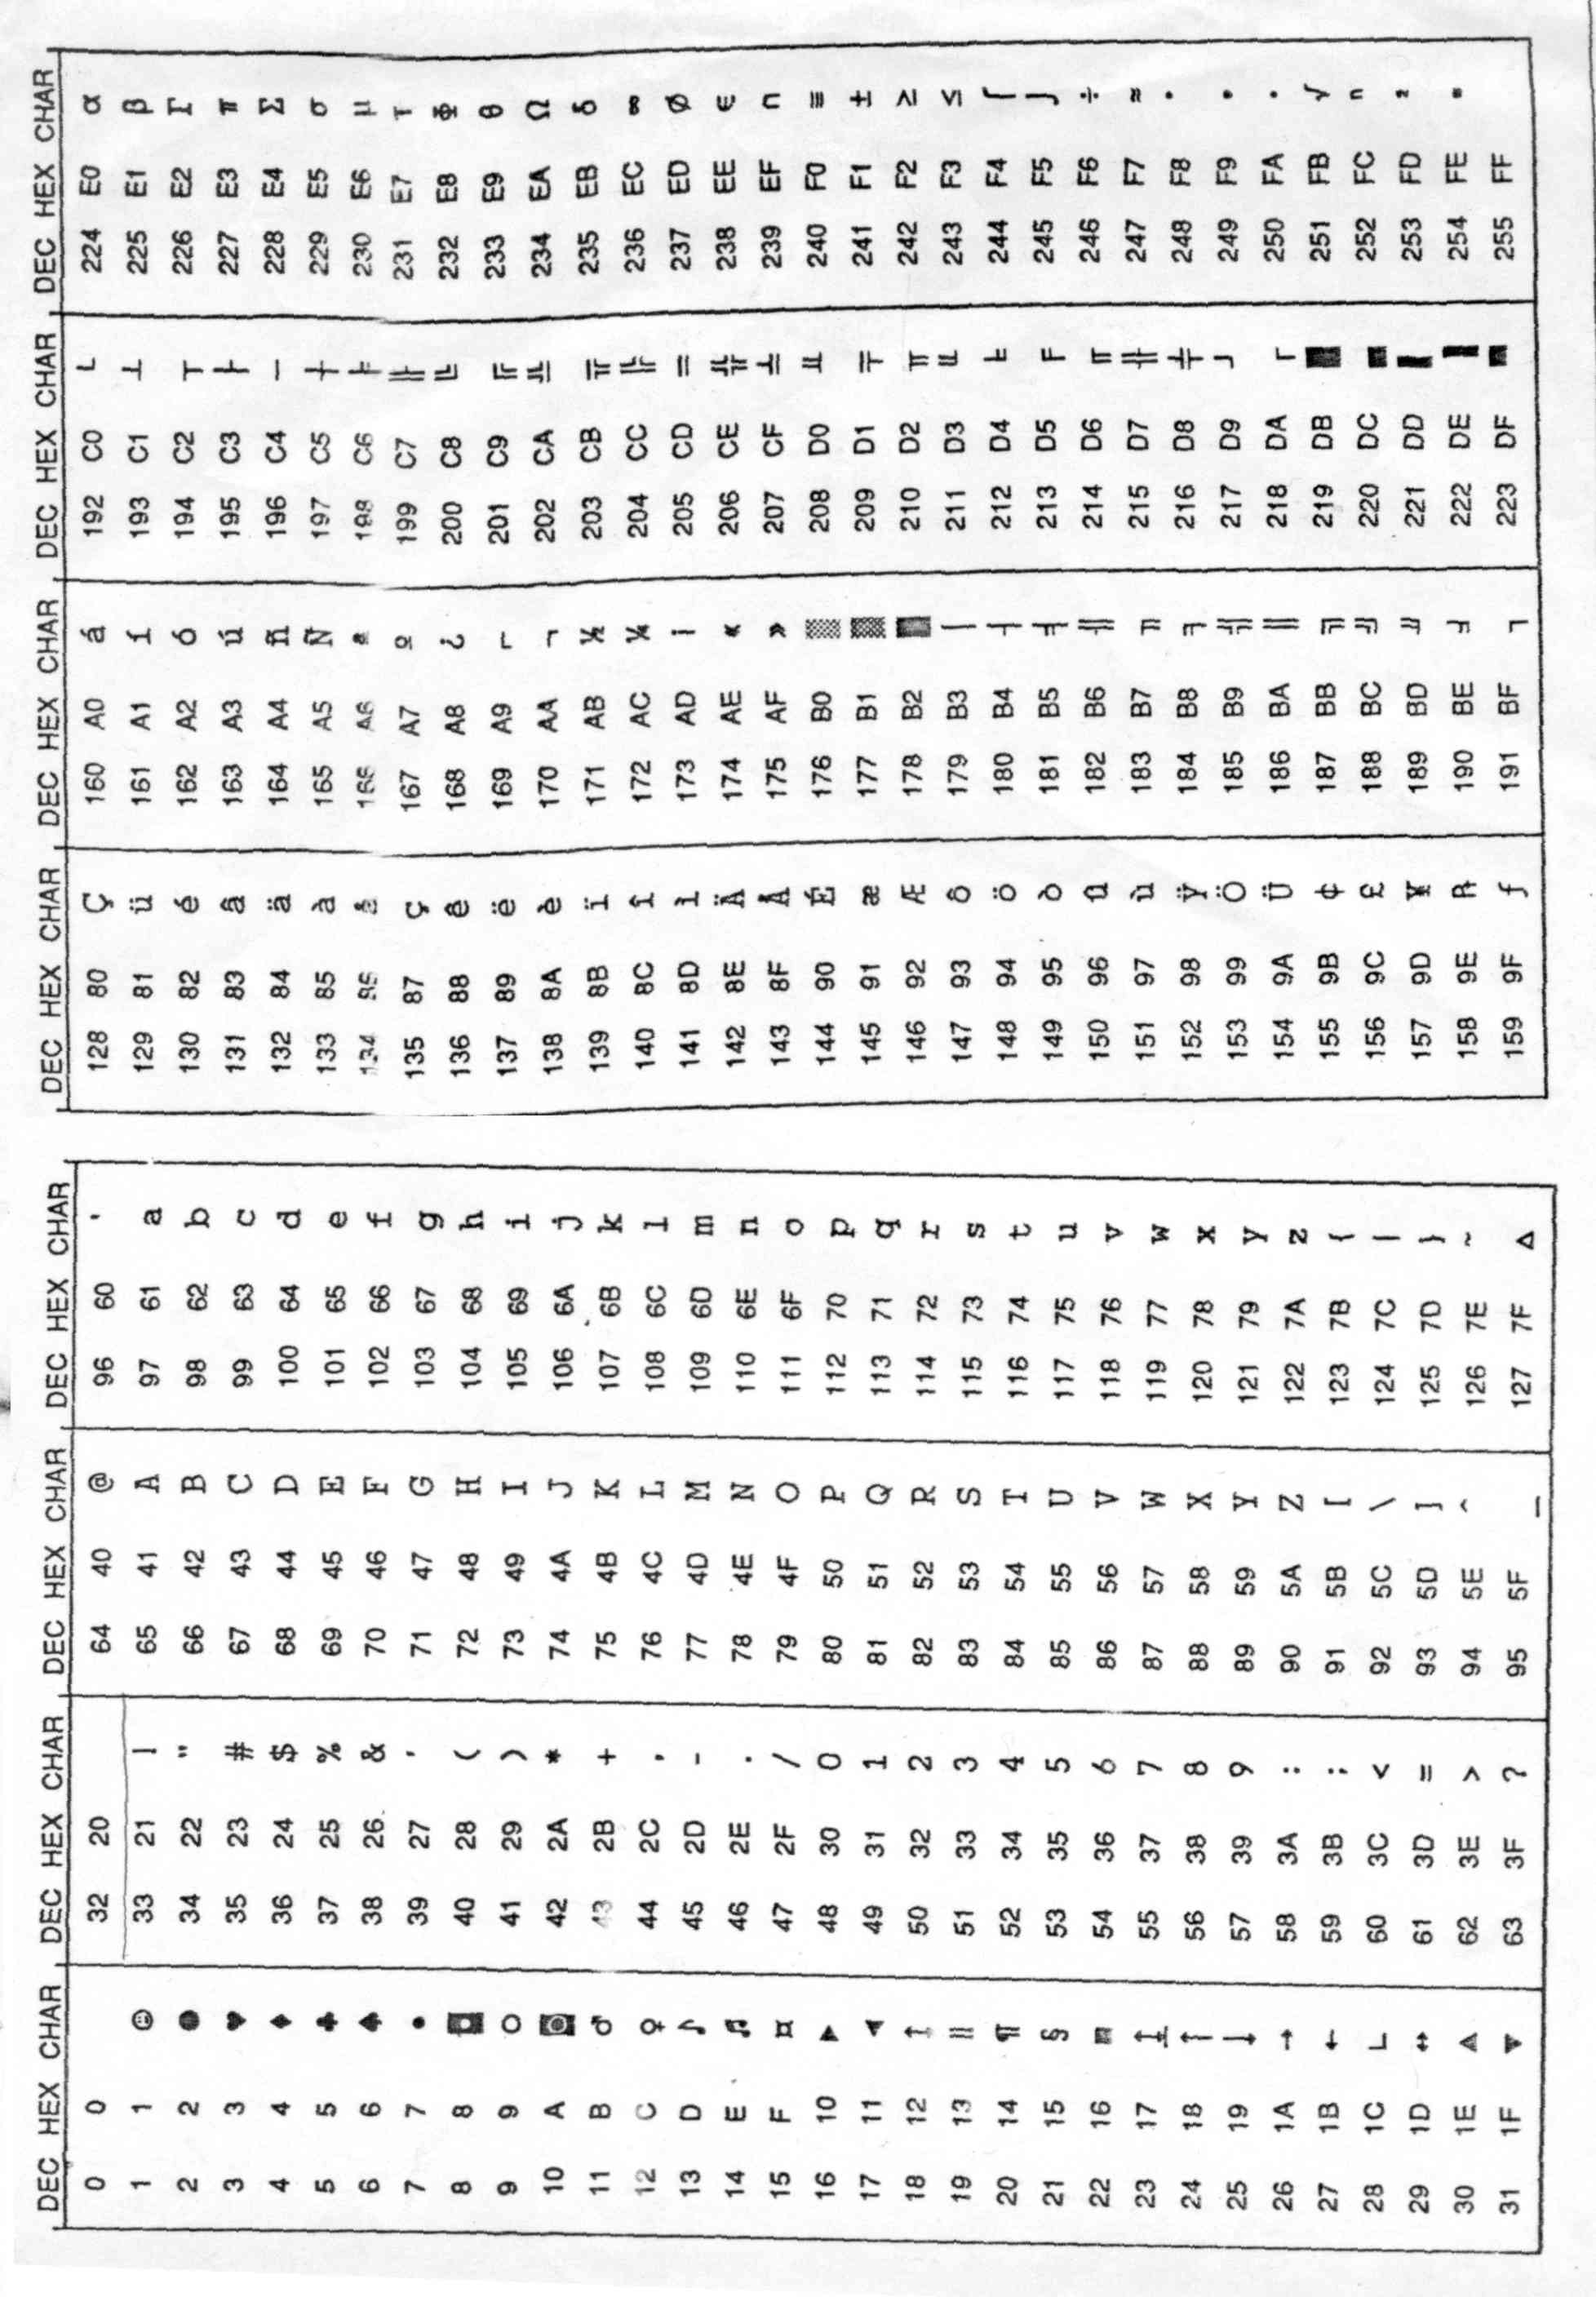 DEC HEX CHAR DEC HEX CHAR DEC HEX CHAR DEC HEX CHAR DEC HEX CHAR DEC HEX CHAR DEC HEX CHAR DEC HEX CHAR
0 0 32 20 64 40 @ 96 60 ` 128 80 Ç 160 A0 á 192 C0 └ 224 E0 α
1 1 ☺ 33 21 ! 65 41 A 97 61 a 129 81 ü 161 A1 í 193 C1 ┴ 225 E1 β
2 2 ☻ 34 22 " 66 42 B 98 62 b 130 82 é 162 A2 ó 194 C2 ┬ 226 E2 Γ
3 3 ♥ 35 23 # 67 43 C 99 63 c 131 83 â 163 A3 ú 195 C3 ├ 227 E3 π
4 4 ♦ 36 24 $ 68 44 D 100 64 d 132 84 ä 164 A4 ñ 196 C4 ─ 228 E4 Σ
5 5 ♣ 37 25 % 69 45 E 101 65 e 133 85 à 165 A5 Ñ 197 C5 ┼ 229 E5 σ
6 6 ♠ 38 26 & 70 46 F 102 66 f 134 86 å 166 A6 ª 198 C6 ╞ 230 E6 µ
7 7 • 39 27 ' 71 47 G 103 67 g 135 87 ç 167 A7 º 199 C7 ╟ 231 E7 τ
8 8 ◘ 40 28 ( 72 48 H 104 68 h 136 88 ê 168 A8 ¿ 200 C8 ╚ 232 E8 Φ
9 9 ○ 41 29 ) 73 49 I 105 69 i 137 89 ë 169 A9 ⌐ 201 C9 ╔ 233 E9 θ
10 A ◙ 42 2A * 74 4A J 106 6A j 138 8A è 170 AA ¬ 202 CA ╩ 234 EA Ω
11 B ♂ 43 2B + 75 4B K 107 6B k 139 8B ï 171 AB ½ 203 CB ╦ 235 EB δ
12 C ♀ 44 2C , 76 4C L 108 6C l 140 8C î 172 AC ¼ 204 CC ╠ 236 EC ∞
13 D ♪ 45 2D - 77 4D M 109 6D m 141 8D ì 173 AD ¡ 205 CD ═ 237 ED ø
14 E ♫ 46 2E . 78 4E N 110 6E n 142 8E Ä 174 AE « 206 CE ╬ 238 EE ∈
15 F ¤ 47 2F / 79 4F O 111 6F o 143 8F Å 175 AF » 207 CF ╧ 239 EF ∩
16 10 ► 48 30 0 80 50 P 112 70 p 144 90 É 176 B0 ░ 208 D0 ╨ 240 F0 ≡
17 11 ◄ 49 31 1 81 51 Q 113 71 q 145 91 æ 177 B1 ▒ 209 D1 ╤ 241 F1 ±
18 12 ↕ 50 32 2 82 52 R 114 72 r 146 92 Æ 178 B2 ▓ 210 D2 ╥ 242 F2 ≥
19 13 ‼ 51 33 3 83 53 S 115 73 s 147 93 ô 179 B3 │ 211 D3 ╙ 243 F3 ≤
20 14 ¶ 52 34 4 84 54 T 116 74 t 148 94 ö 180 B4 ┤ 212 D4 ╘ 244 F4 ⌠
21 15 § 53 35 5 85 55 U 117 75 u 149 95 ò 181 B5 ╡ 213 D5 ╒ 245 F5 ⌡
22 16 ▬ 54 36 6 86 56 V 118 76 v 150 96 û 182 B6 ╢ 214 D6 ╓ 246 F6 ÷
23 17 ↨ 55 37 7 87 57 W 119 77 w 151 97 ù 183 B7 ╖ 215 D7 ╫ 247 F7 ≈
24 18 ↑ 56 38 8 88 58 X 120 78 x 152 98 ÿ 184 B8 ╕ 216 D8 ╪ 248 F8 °
25 19 ↓ 57 39 9 89 59 Y 121 79 y 153 99 Ö 185 B9 ╣ 217 D9 ┘ 249 F9 •
26 1A → 58 3A : 90 5A Z 122 7A z 154 9A Ü 186 BA ║ 218 DA ┌ 250 FA ·
27 1B ← 59 3B ; 91 5B [ 123 7B { 155 9B ¢ 187 BB ╗ 219 DB █ 251 FB √
28 1C ∟ 60 3C < 92 5C \ 124 7C | 156 9C £ 188 BC ╝ 220 DC ▄ 252 FC ⁿ
29 1D ↔ 61 3D = 93 5D ] 125 7D } 157 9D ¥ 189 BD ╜ 221 DD ▌ 253 FD ²
30 1E ▲ 62 3E > 94 5E ^ 126 7E ~ 158 9E ₧ 190 BE ╛ 222 DE ▐ 254 FE ■
31 1F ▼ 63 3F ? 95 5F _ 127 7F △ 159 9F ƒ 191 BF ┐ 223 DF ▀ 255 FF